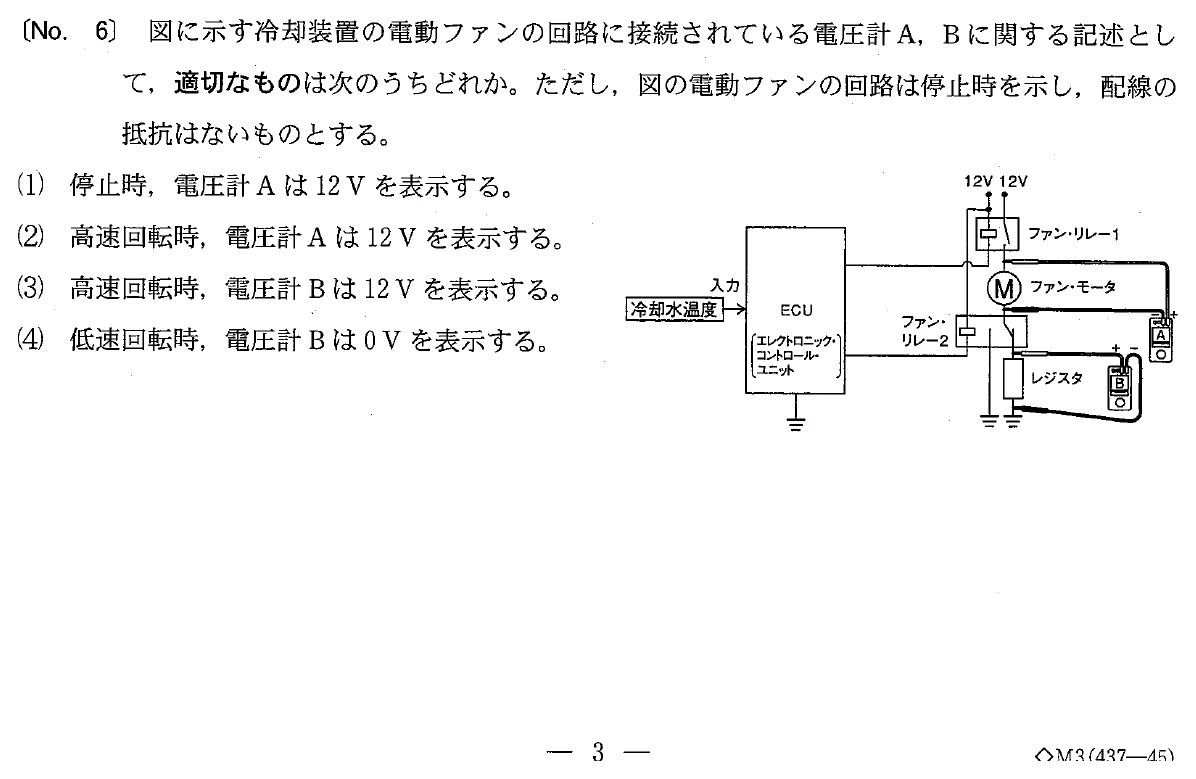 〔No. 6〕 図に示す冷却装置の電動ファンの回路に接続されている電圧計A，Bに関する記述とし
て，適切なものは次のうちどれか。ただし，図の電動ファンの回路は停止時を示し，配線の
抵抗はないものとする。
(1) 停止時，電圧計Aは12Vを表示する。
(2) 高速回転時，電圧計Aは12Vを表示する。
(3) 高速回転時，電圧計Bは12Vを表示する。
(4) 低速回転時，電圧計Bは0Vを表示する。
12V 12V
ファン・リレー1
入力
冷却水温度
ECU
エレクトロニック・
コントロール・
ユニット
M
ファン・モータ
ファン・
リレー2
－ ＋
A
＋ －
B
レジスタ
― 3 ―
◇M3(437―45)